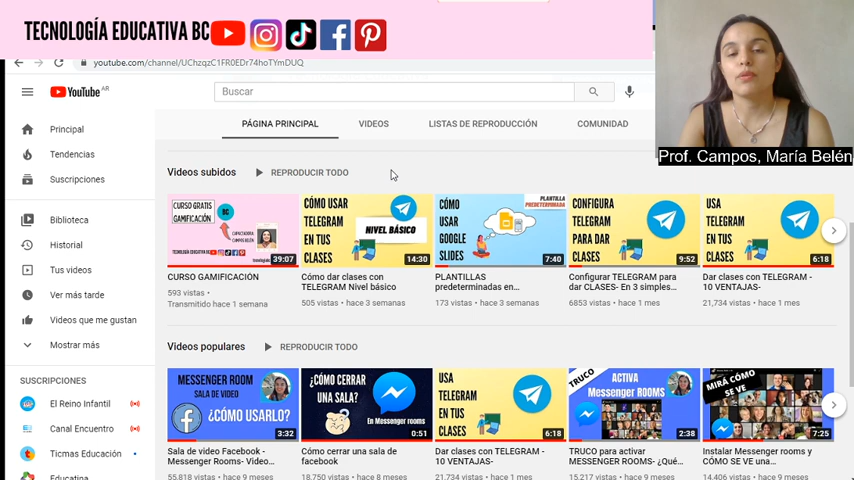 TECNOLOGÍA EDUCATIVA BC
youtube.com/channel/UChzqzC1FR0EDr74hoTYmDUQ
YouTube AR
Buscar
Prof. Campos, María Belén
PÁGINA PRINCIPAL
VIDEOS
LISTAS DE REPRODUCCIÓN
COMUNIDAD
Principal
Tendencias
Suscripciones
Biblioteca
Historial
Tus videos
Ver más tarde
Videos que me gustan
Mostrar más
SUSCRIPCIONES
El Reino Infantil
Canal Encuentro
Ticmas Educación
Videos subidos
REPRODUCIR TODO
CURSO GRATIS
GAMIFICACIÓN
BC
CAPACITADORA
CAMPOS BELÉN
39:07
CURSO GAMIFICACIÓN
593 vistas •
Transmitido hace 1 semana
CÓMO USAR
TELEGRAM
EN TUS
CLASES
NIVEL BÁSICO
14:30
Cómo dar clases con
TELEGRAM Nivel básico
505 vistas • hace 3 semanas
CÓMO
USAR
GOOGLE
SLIDES
PLANTILLA
PREDETERMINADA
7:40
PLANTILLAS
predeterminadas en...
173 vistas • hace 3 semanas
CONFIGURA
TELEGRAM
PARA DAR
CLASES
9:52
Configurar TELEGRAM para
dar CLASES- En 3 simples...
6853 vistas • hace 1 mes
USA
TELEGRAM
EN TUS
CLASES
6:18
Dar clases con TELEGRAM -
10 VENTAJAS-
21,734 vistas • hace 1 mes
Videos populares
REPRODUCIR TODO
MESSENGER ROOM
SALA DE VIDEO
¿CÓMO USARLO?
3:32
Sala de video Facebook -
Messenger Rooms- Video...
55,818 vistas • hace 9 meses
¿CÓMO CERRAR
UNA SALA?
En Messenger rooms
0:51
Cómo cerrar una sala de
facebook
18,750 vistas • hace 8 meses
USA
TELEGRAM
EN TUS
CLASES
6:18
Dar clases con TELEGRAM -
10 VENTAJAS-
21,734 vistas • hace 1 mes
TRUCO
ACTIVA
Messenger ROOMS
2:38
TRUCO para activar
MESSENGER ROOMS- ¿Qué...
15,217 vistas • hace 9 meses
MIRÁ CÓMO
SE VE
7:25
Instalar Messenger rooms y
CÓMO SE VE una...
14,406 vistas • hace 9 meses